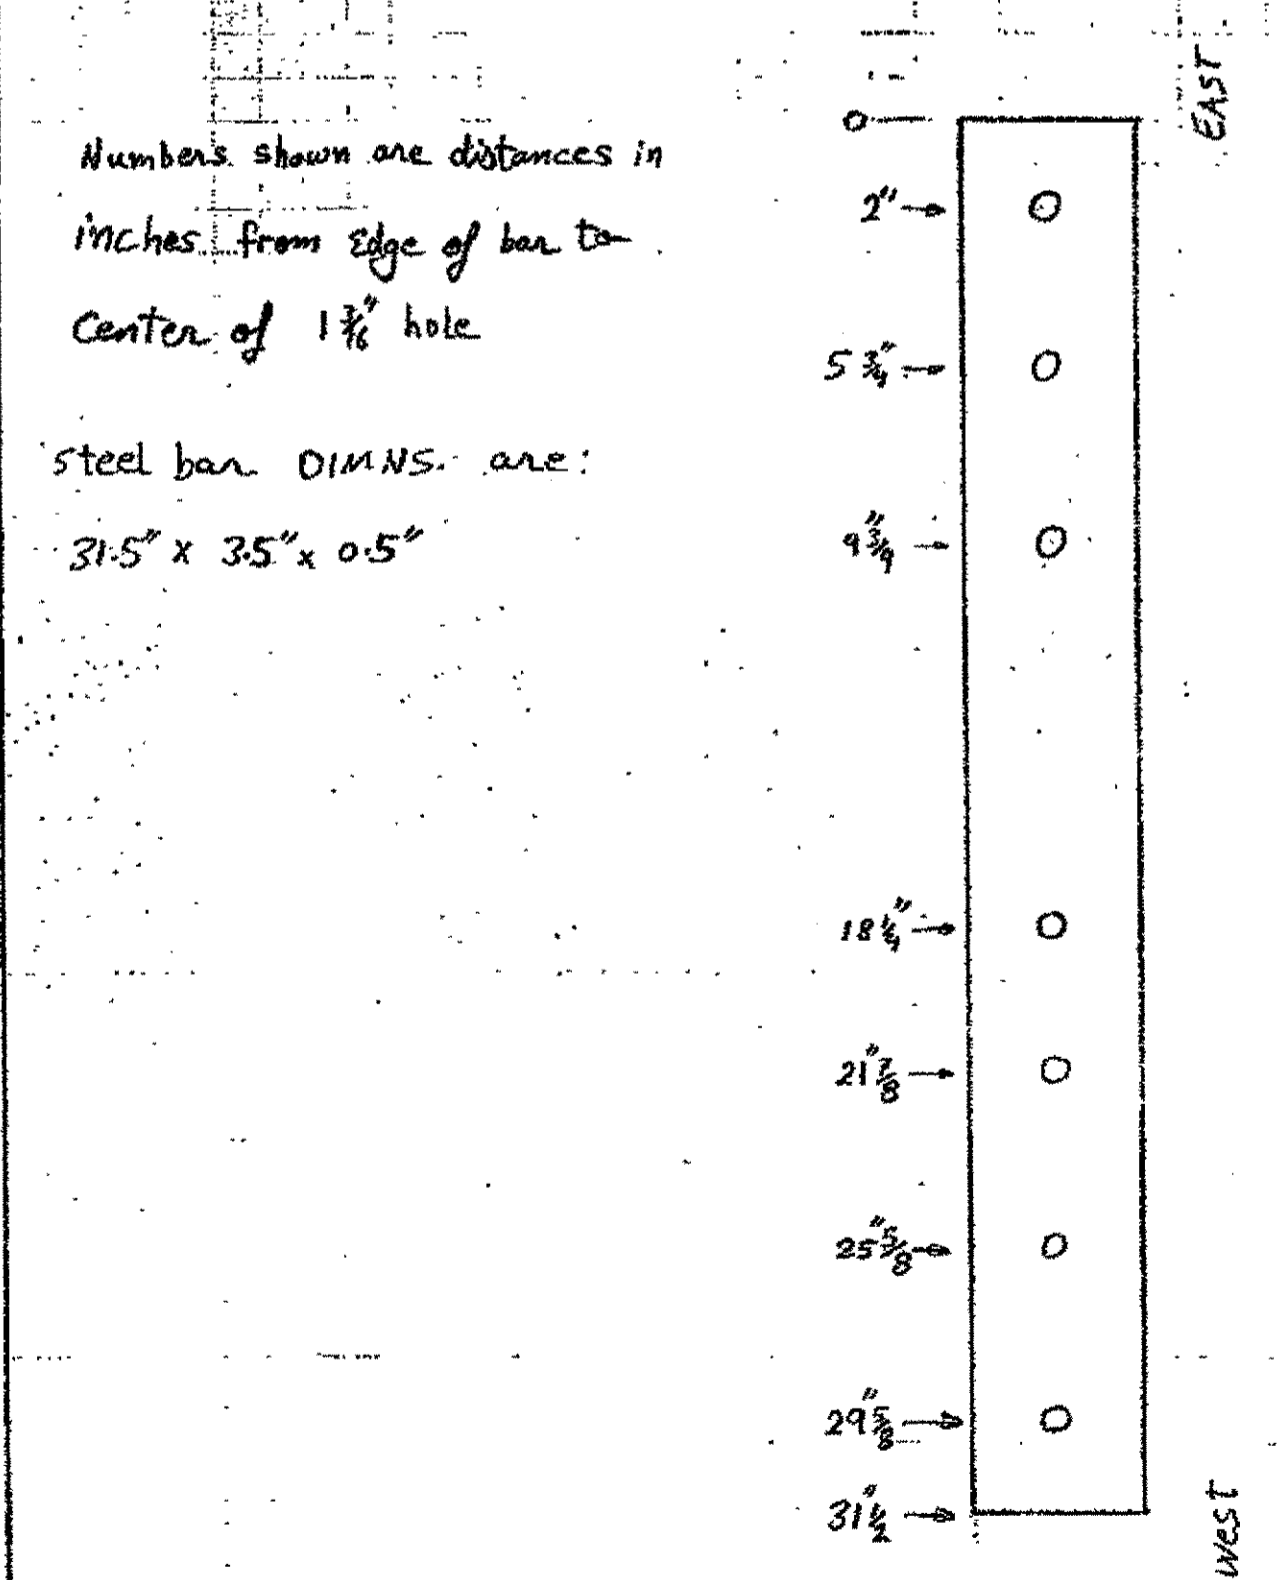 Numbers shown are distances in
inches from Edge of bar to
Center of 1 3/16" hole
steel bar DIMNS. are:
31.5" x 3.5" x 0.5"
EAST
0
2"
5 3/4"
9 3/4"
18 1/4"
21" 7/8
25" 5/8
29" 5/8
31" 1/2
West